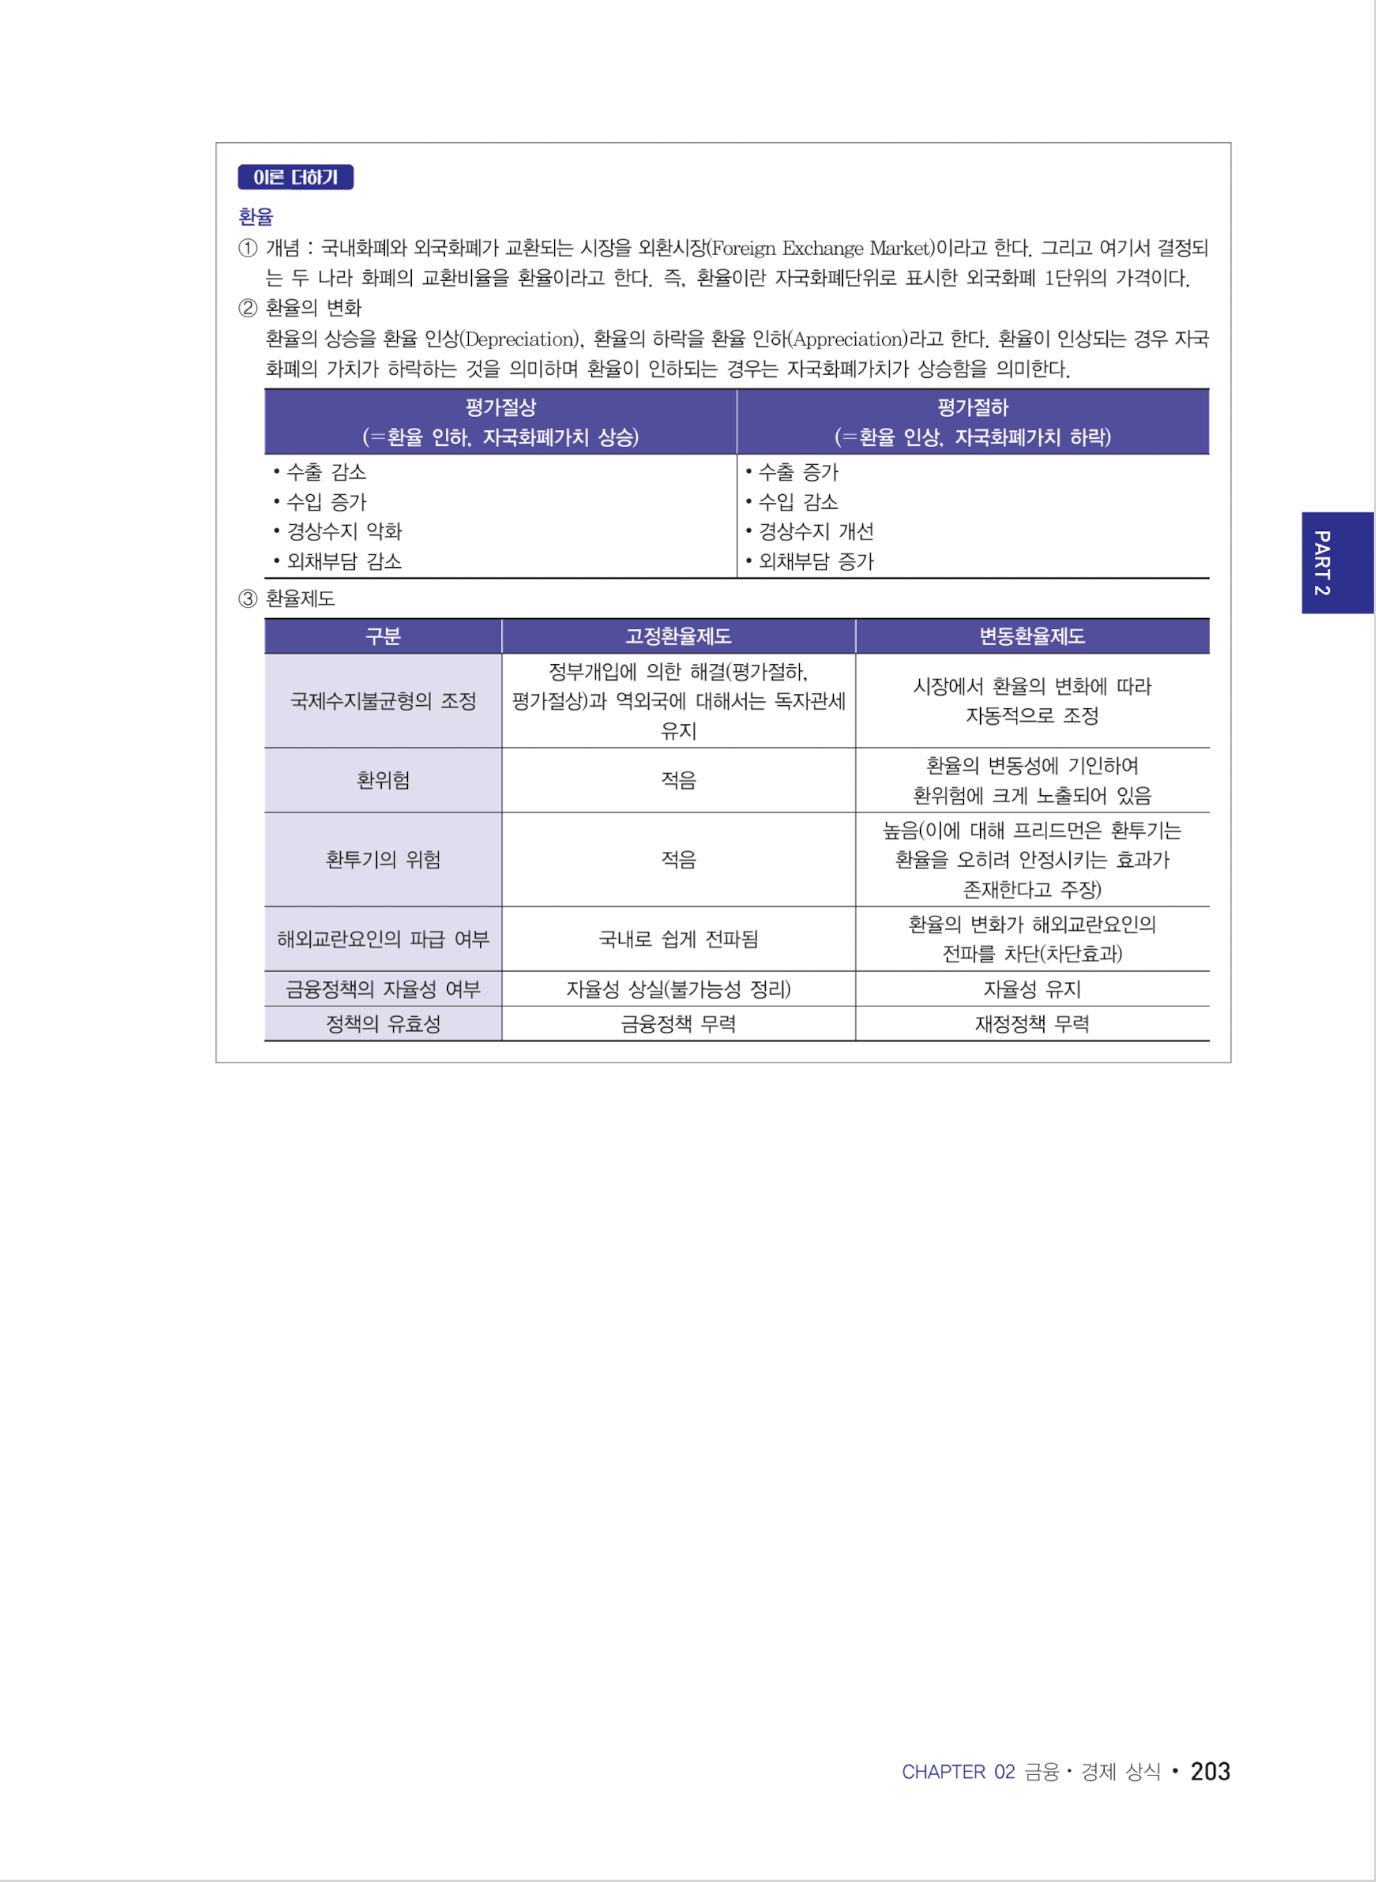 이론 더하기
환율
① 개념 : 국내화폐와 외국화폐가 교환되는 시장을 외환시장(Foreign Exchange Market)이라고 한다. 그리고 여기서 결정되
는 두 나라 화폐의 교환비율을 환율이라고 한다. 즉, 환율이란 자국화폐단위로 표시한 외국화폐 1단위의 가격이다.
② 환율의 변화
환율의 상승을 환율 인상(Depreciation), 환율의 하락을 환율 인하(Appreciation)라고 한다. 환율이 인상되는 경우 자국
화폐의 가치가 하락하는 것을 의미하며 환율이 인하되는 경우는 자국화폐가치가 상승함을 의미한다.
평가절상
(=환율 인하, 자국화폐가치 상승)
평가절하
(=환율 인상, 자국화폐가치 하락)
• 수출 감소
• 수입 증가
• 경상수지 악화
• 외채부담 감소
• 수출 증가
• 수입 감소
• 경상수지 개선
• 외채부담 증가
③ 환율제도
구분
고정환율제도
변동환율제도
국제수지불균형의 조정
정부개입에 의한 해결(평가절하,
평가절상)과 역외국에 대해서는 독자관세
유지
시장에서 환율의 변화에 따라
자동적으로 조정
환위험
적음
환율의 변동성에 기인하여
환위험에 크게 노출되어 있음
환투기의 위험
적음
높음(이에 대해 프리드먼은 환투기는
환율을 오히려 안정시키는 효과가
존재한다고 주장)
해외교란요인의 파급 여부
국내로 쉽게 전파됨
환율의 변화가 해외교란요인의
전파를 차단(차단효과)
금융정책의 자율성 여부
자율성 상실(불가능성 정리)
자율성 유지
정책의 유효성
금융정책 무력
재정정책 무력
PART 2
CHAPTER 02 금융 • 경제 상식 • 203